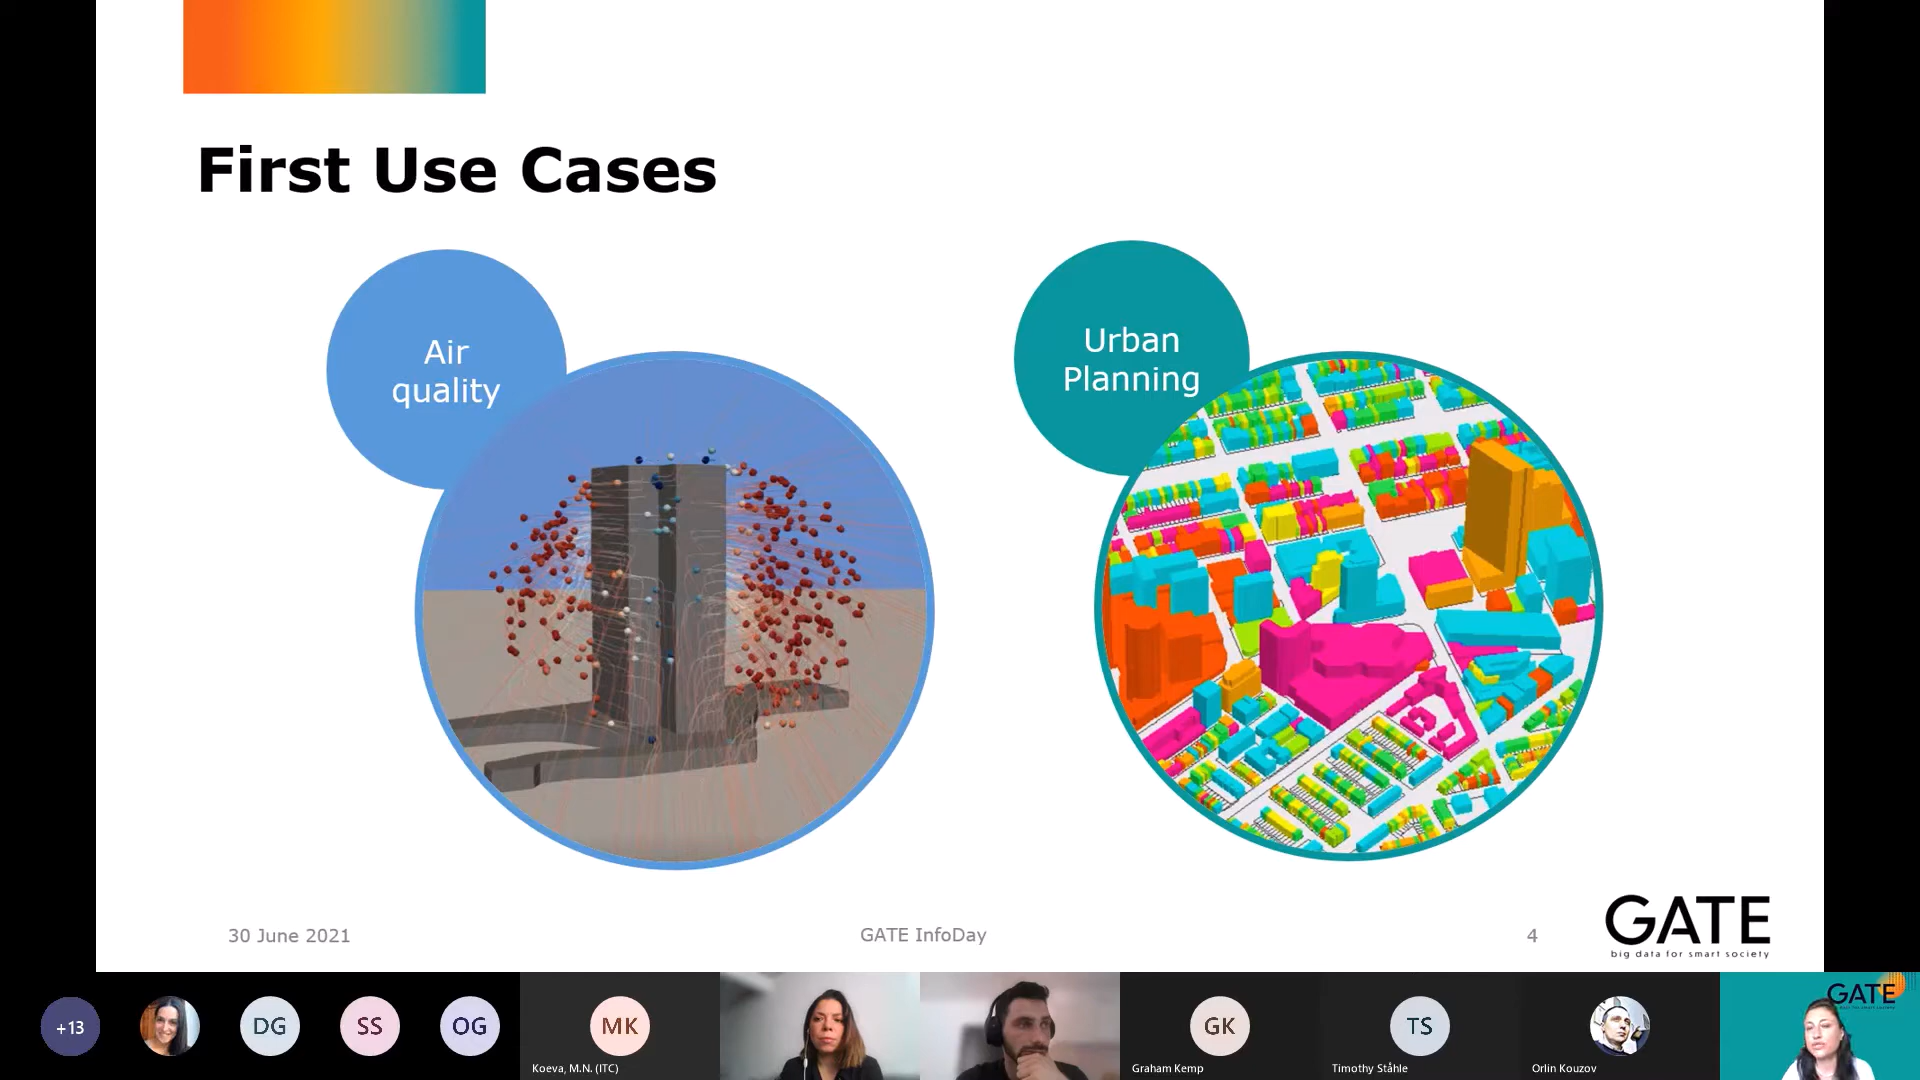 First Use Cases
Air
quality
Urban
Planning
30 June 2021
GATE InfoDay
4
GATE
big data for smart society
+13
DG
SS
OG
MK
Koeva, M.N. (ITC)
GK
Graham Kemp
TS
Timothy Ståhle
Orlin Kouzov
GATE